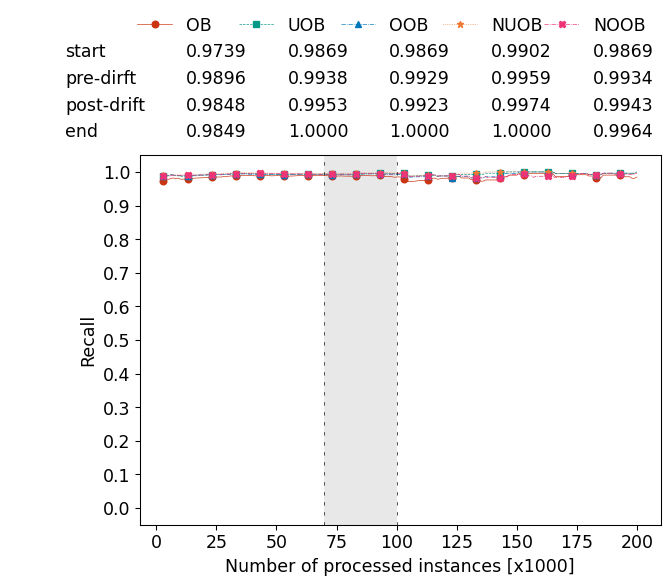 OB UOB OOB NUOB NOOB
start 0.9739 0.9869 0.9869 0.9902 0.9869
pre-dirft 0.9896 0.9938 0.9929 0.9959 0.9934
post-drift 0.9848 0.9953 0.9923 0.9974 0.9943
end 0.9849 1.0000 1.0000 1.0000 0.9964
1.0
0.9
0.8
0.7
0.6
0.5
0.4
0.3
0.2
0.1
0.0
Recall
0 25 50 75 100 125 150 175 200
Number of processed instances [x1000]